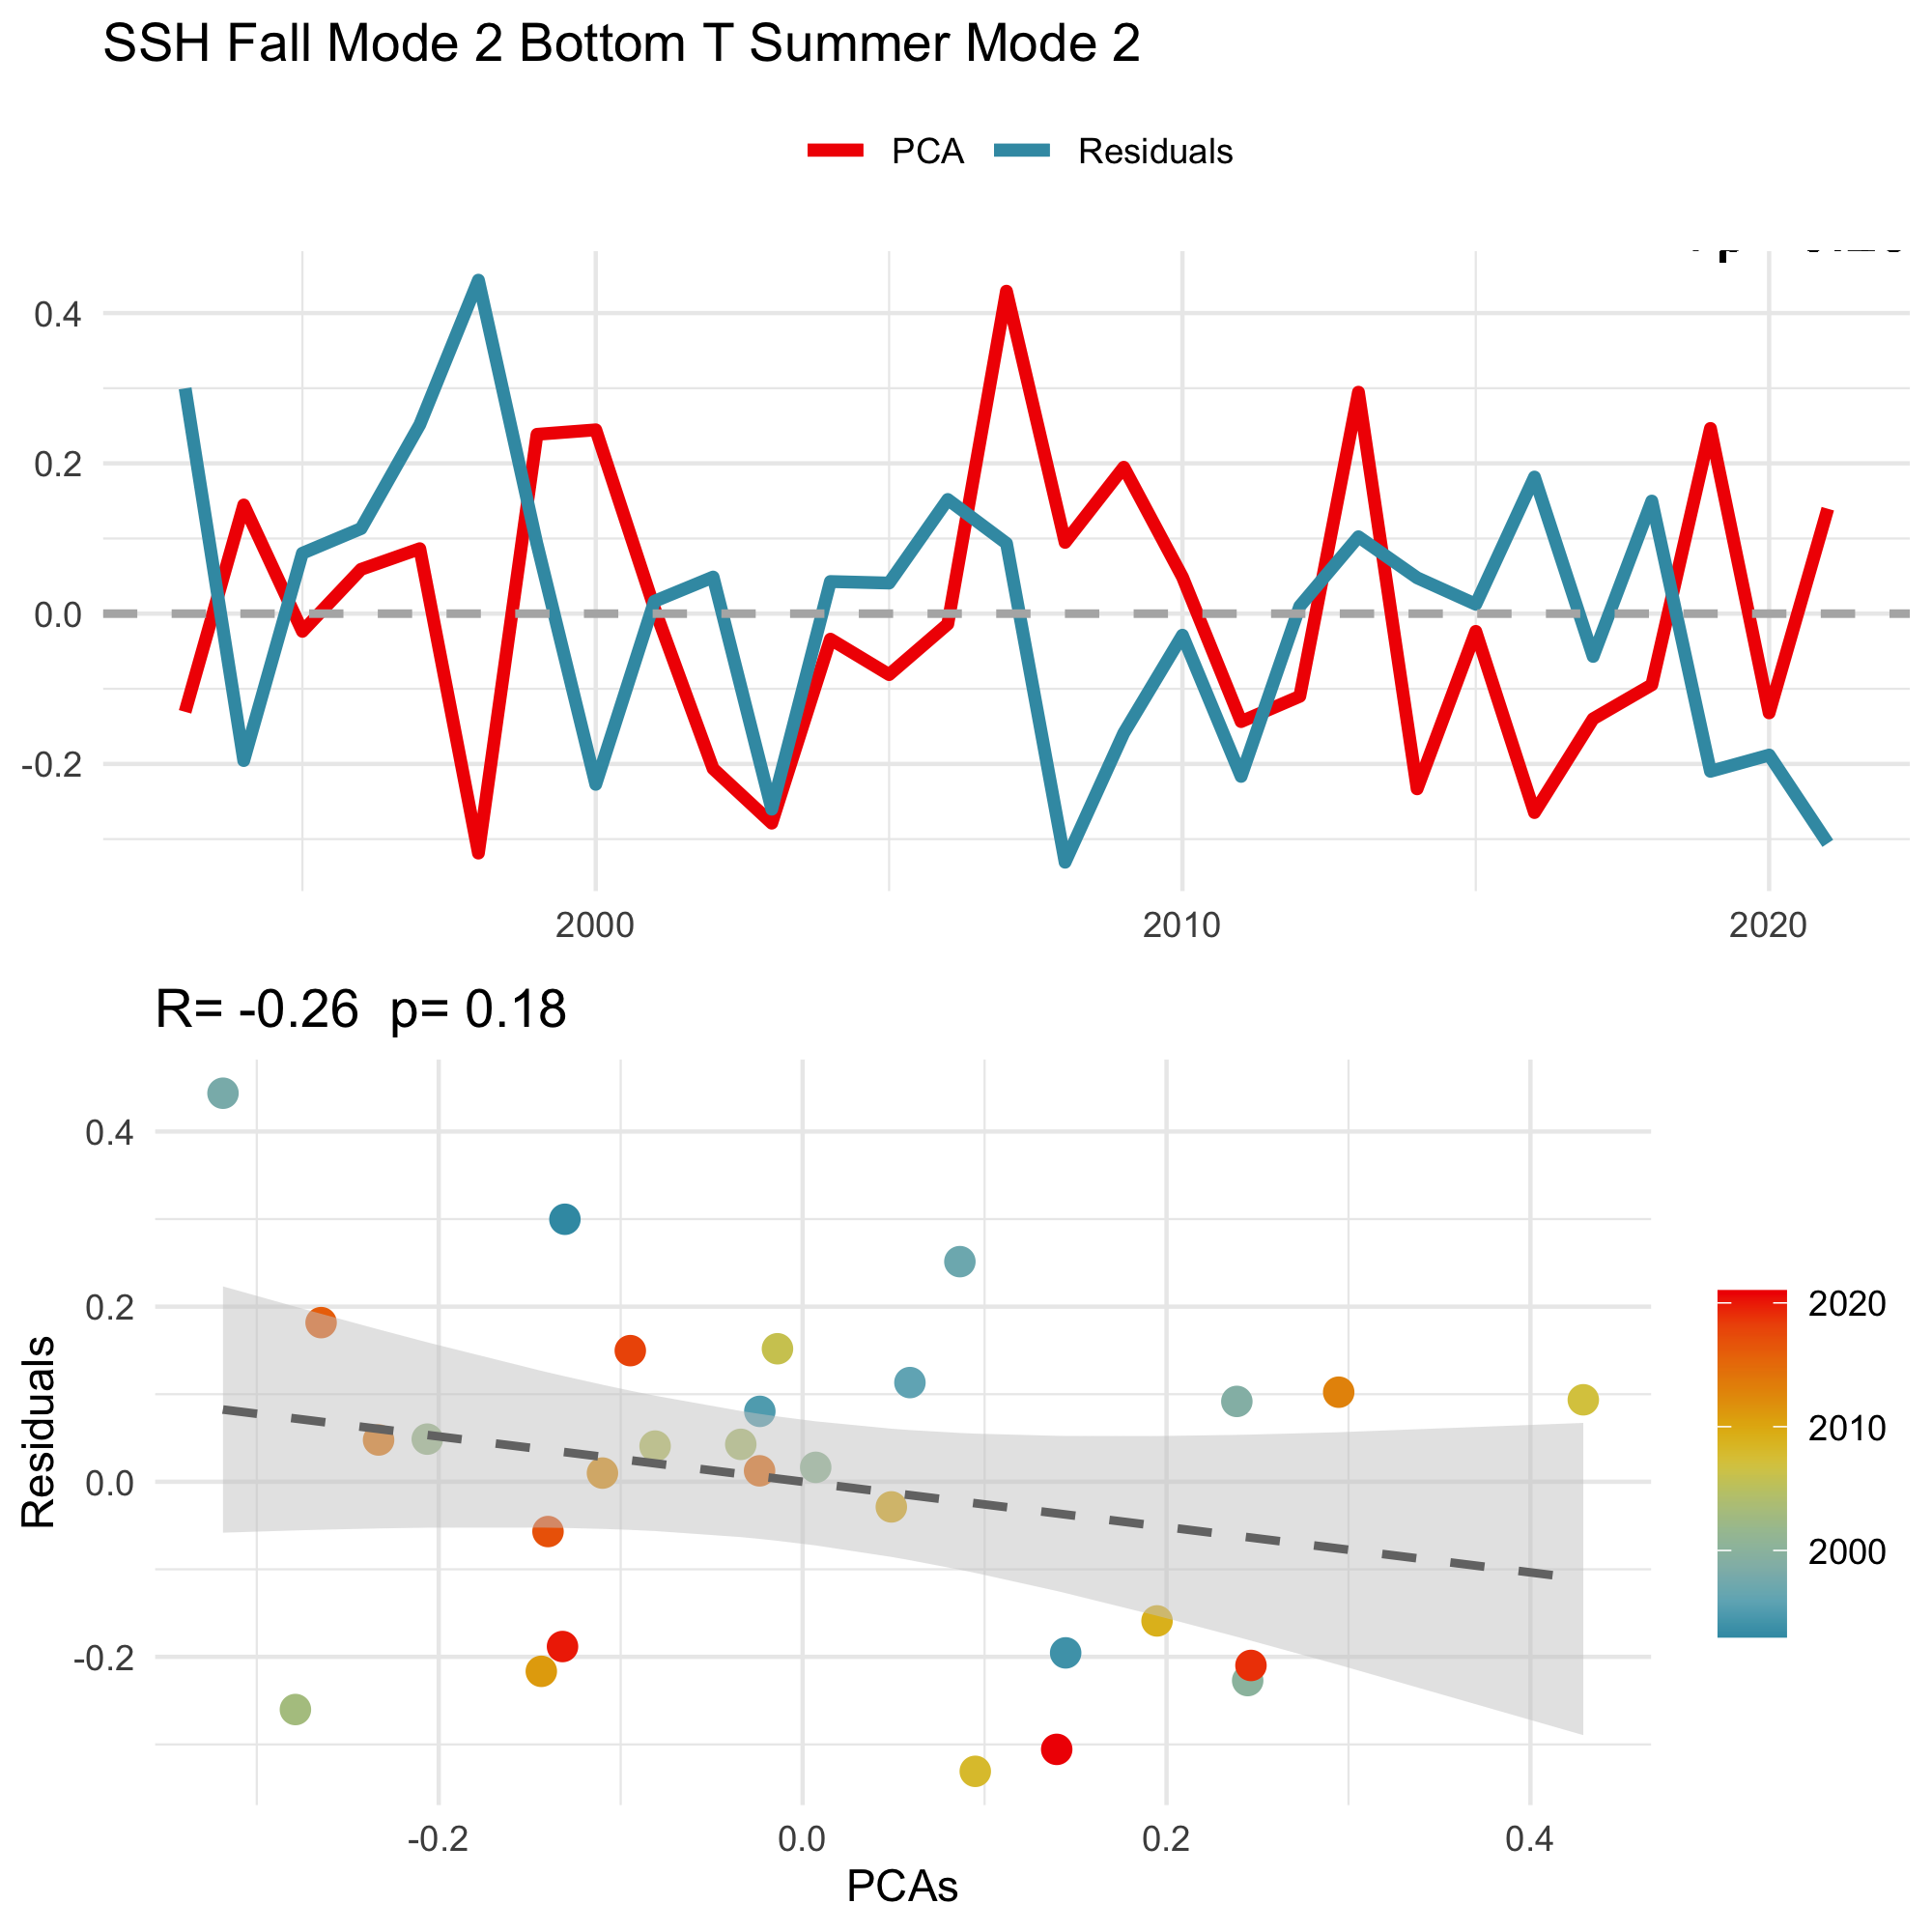 SSH Fall Mode 2 Bottom T Summer Mode 2
PCA Residuals
0.4
0.2
0.0
-0.2
2000 2010 2020
R= -0.26 p= 0.18
Residuals
0.4
0.2
0.0
-0.2
-0.2 0.0 0.2 0.4
PCAs
2020
2010
2000